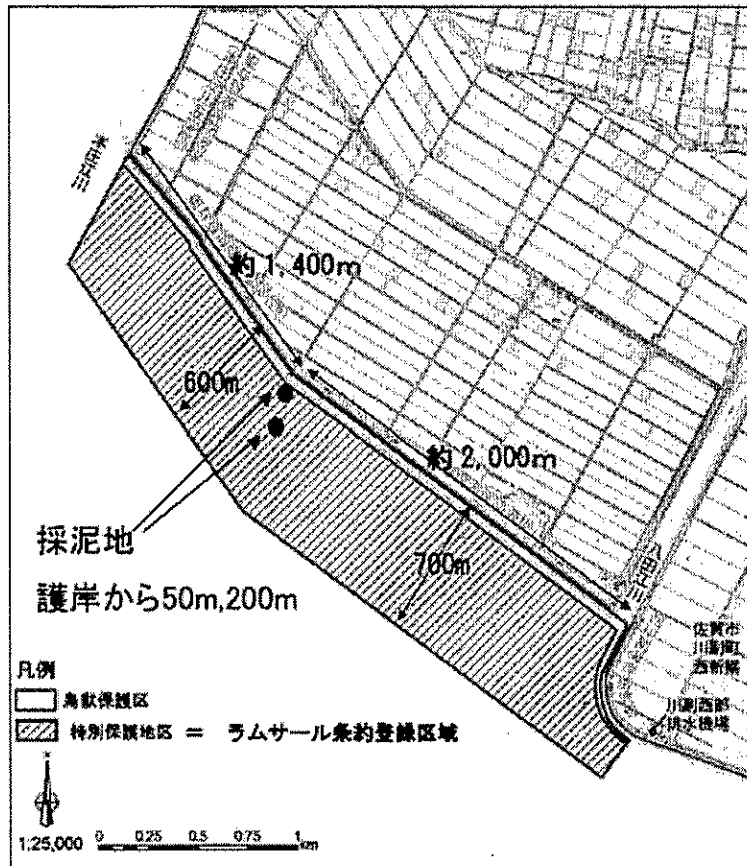 約1,400m
600m
約2,000m
700m
採泥地
護岸から50m,200m
佐賀市
川副町
西新開? 
凡例
鳥獣保護区
特別保護地区 = ラムサール条約登録区域
川副西部
排水機場
1:25,000 0 0.25 0.5 0.75 1
km